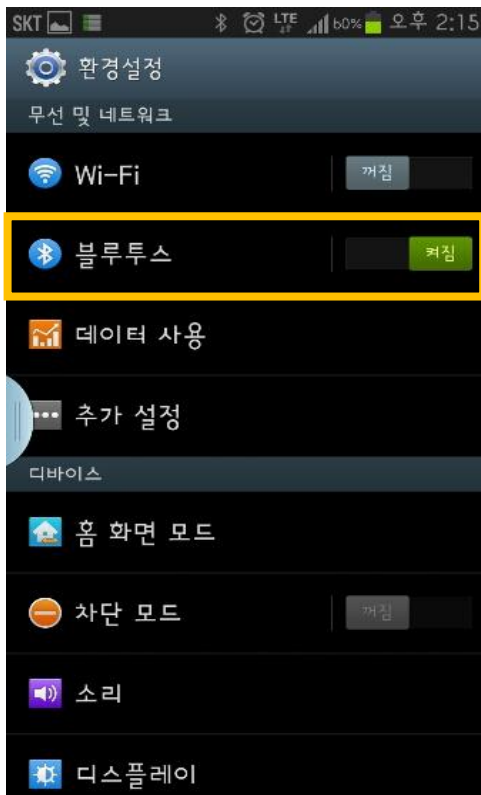 SKT LTE 60% 오후 2:15
환경설정
무선 및 네트워크
Wi-Fi 꺼짐
블루투스 켜짐
데이터 사용
추가 설정
디바이스
홈 화면 모드
차단 모드 꺼짐
소리
디스플레이